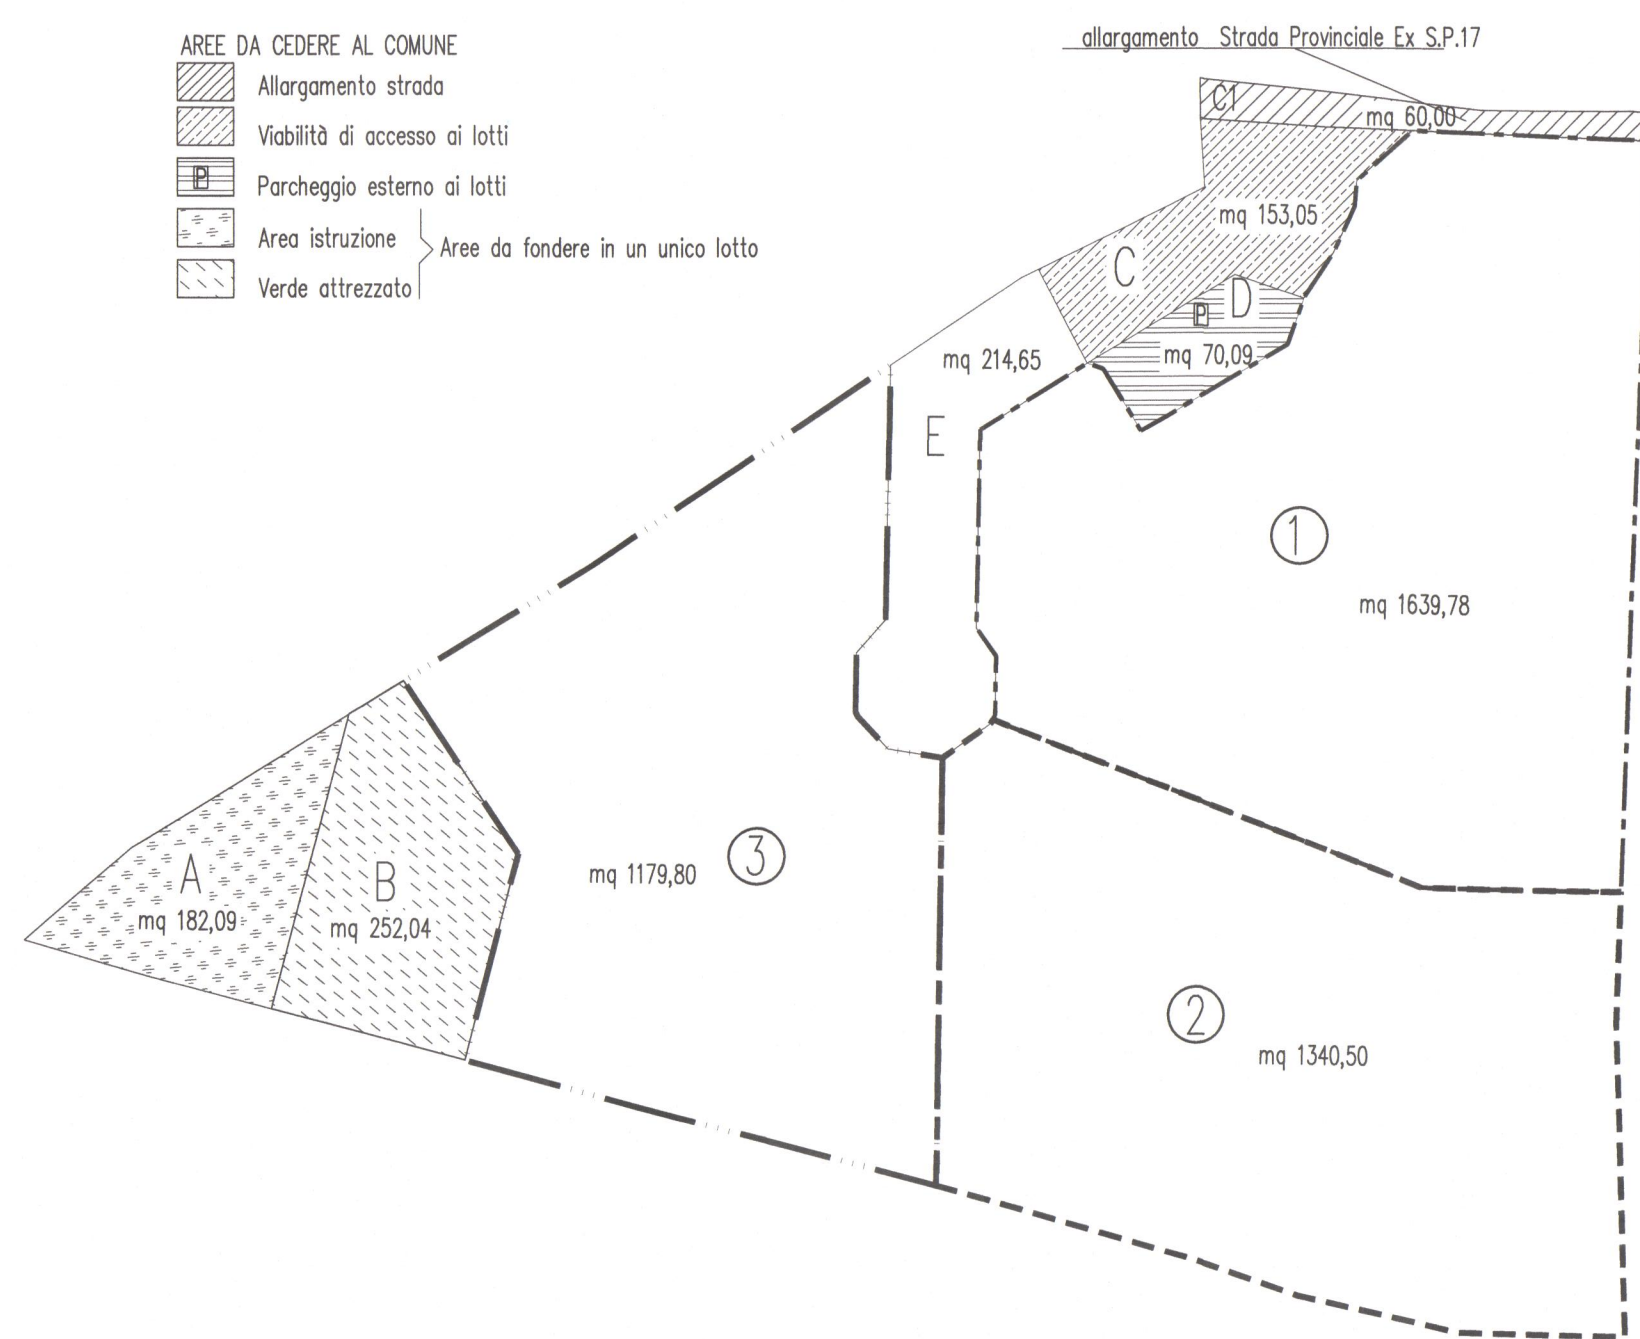 AREE DA CEDERE AL COMUNE
Allargamento strada
Viabilità di accesso ai lotti
P
Parcheggio esterno ai lotti
Area istruzione
Aree da fondere in un unico lotto
Verde attrezzato
allargamento Strada Provinciale Ex S.P.17
C1
mq 60,00
mq 153,05
C
D
P
mq 70,09
mq 214,65
E
1
mq 1639,78
3
mq 1179,80
A
mq 182,09
B
mq 252,04
2
mq 1340,50